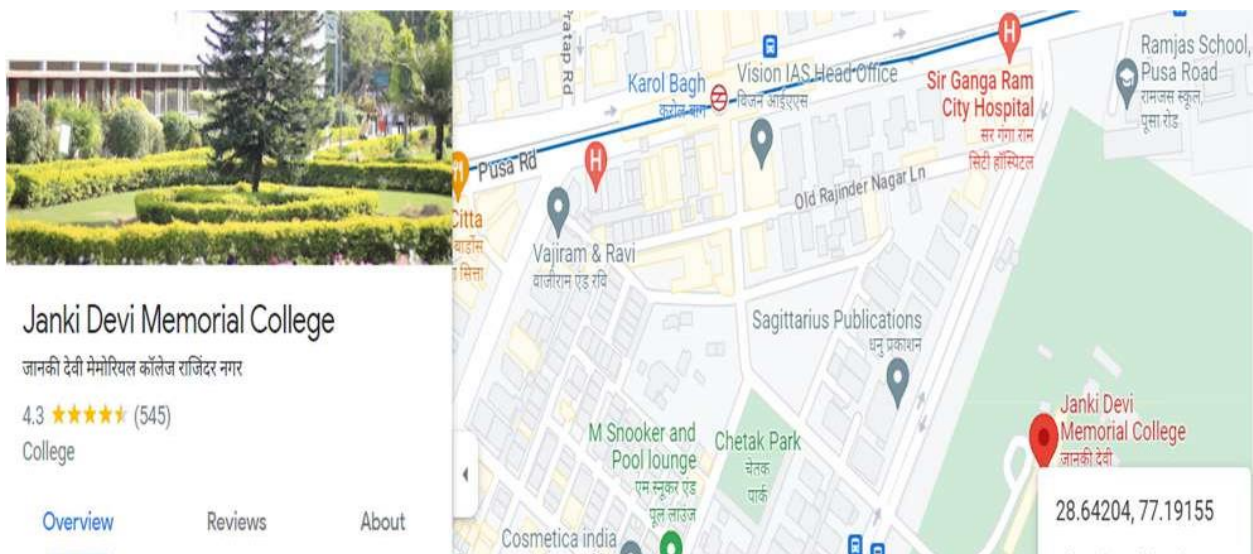 Janki Devi Memorial College
जानकी देवी मेमोरियल कॉलेज राजिंदर नगर
4.3 ★★★★★ (545)
College
Overview
Reviews
About
Pratap Rd
Karol Bagh
करोल बाग
Vision IAS Head Office
विजन आईएएस
Sir Ganga Ram
City Hospital
सर गंगा राम
सिटी हॉस्पिटल
H
Ramjas School,
Pusa Road
रामजस स्कूल,
पूसा रोड
Pusa Rd
H
Old Rajinder Nagar Ln
Citta
Vajiram & Ravi
वाजीराम एंड रवि
Sagittarius Publications
धनु प्रकाशन
M Snooker and
Pool lounge
एम स्नूकर एंड
पूल लाउंज
Chetak Park
चेतक
पार्क
Janki Devi
Memorial College
जानकी देवी
Cosmetica india
28.64204, 77.19155